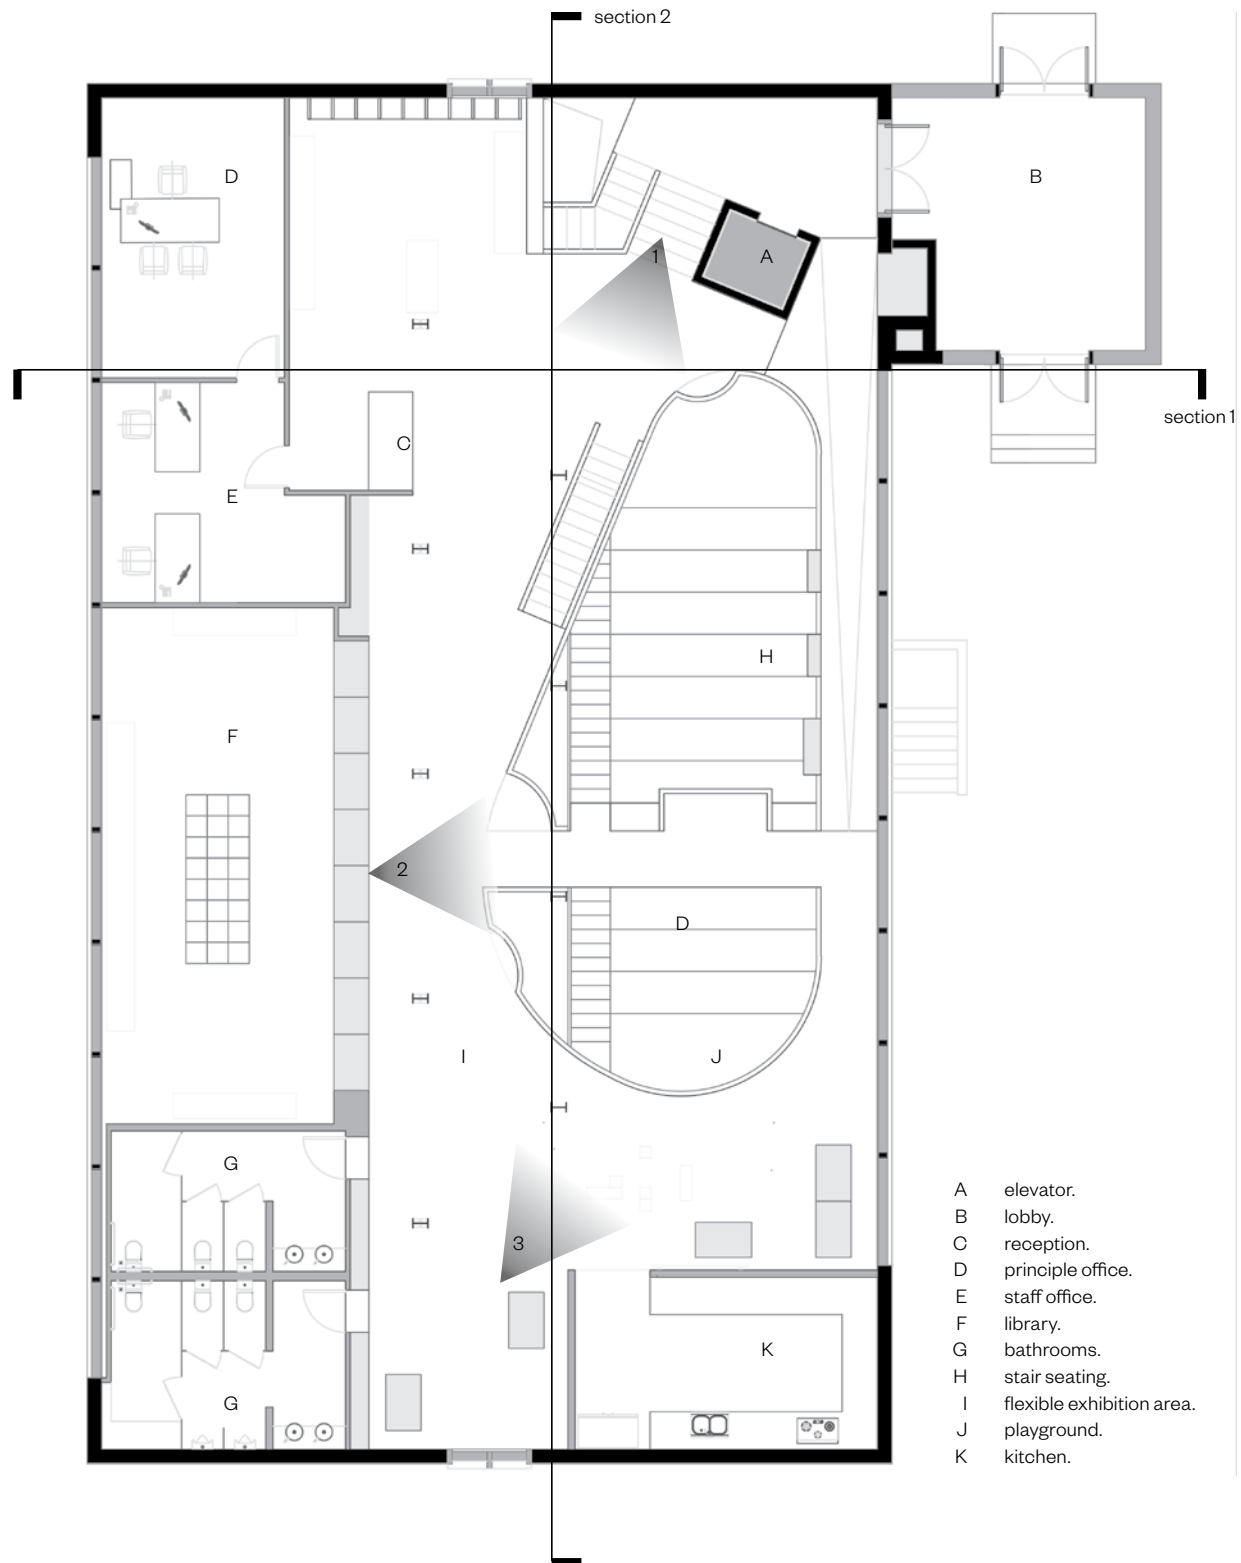 section 2
D
B
1
A
section 1
C
E
H
F
2
D
I
J
G
3
K
G
A elevator.
B lobby.
C reception.
D principle office.
E staff office.
F library.
G bathrooms.
H stair seating.
I flexible exhibition area.
J playground.
K kitchen.